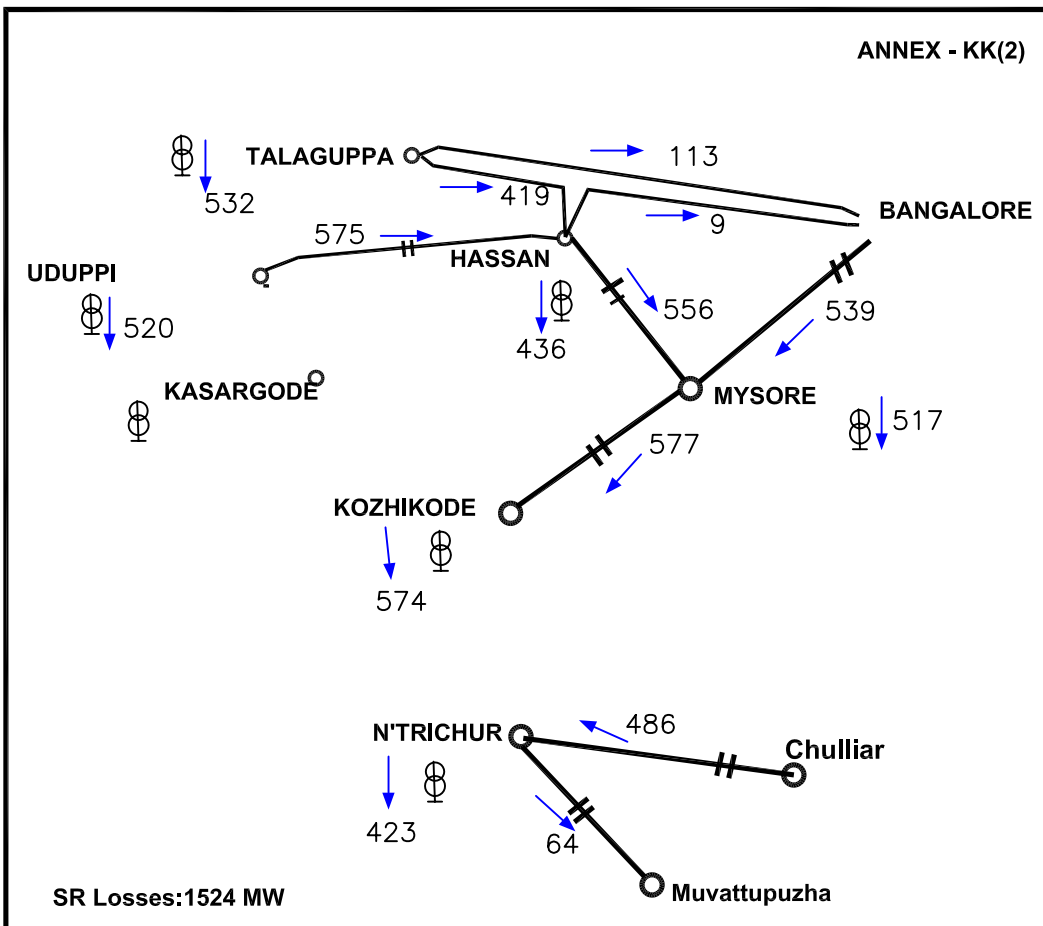 ANNEX - KK(2)
TALAGUPPA
113
532
419
BANGALORE
9
575
HASSAN
UDUPPI
520
556
539
436
KASARGODE
MYSORE
517
577
KOZHIKODE
574
486
N'TRICHUR
Chulliar
423
64
SR Losses:1524 MW
Muvattupuzha